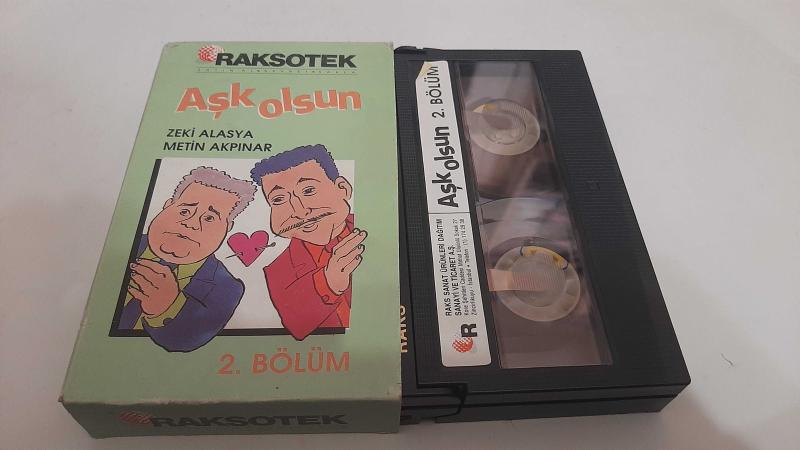 RAKSOTEK
Aşk olsun
ZEKİ ALASYA
METİN AKPINAR
2. BÖLÜM
RAKSOTEK
RAKS
Aşk olsun 2. BÖLÜM
RAKS SANAT ÜRÜNLERİ DAĞITIM
SANAYİ VE TİCARET A.Ş.
R